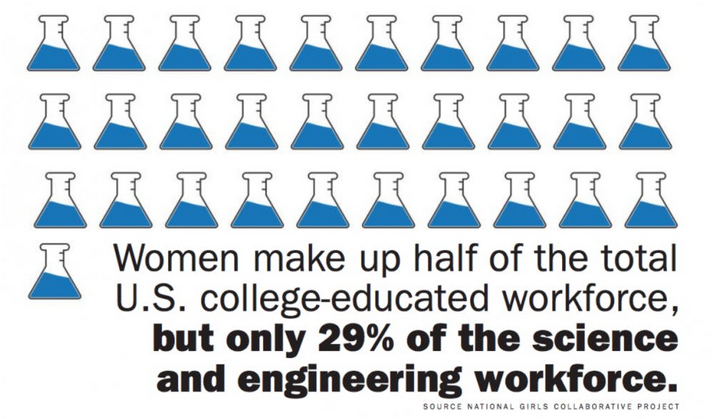 Women make up half of the total
U.S. college-educated workforce,
but only 29% of the science
and engineering workforce.
SOURCE NATIONAL GIRLS COLLABORATIVE PROJECT